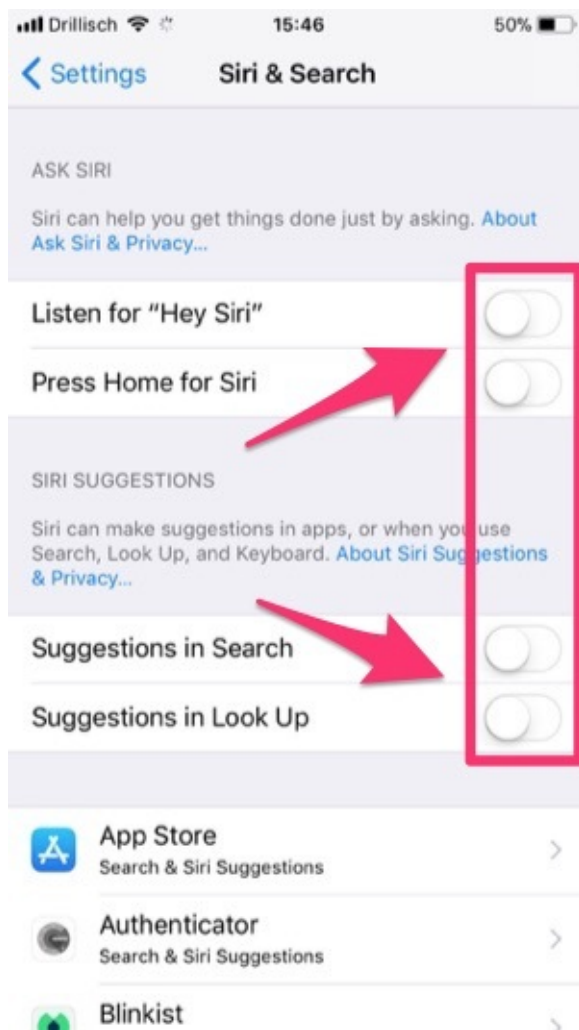 Drillisch 15:46 50%
Settings Siri & Search
ASK SIRI
Siri can help you get things done just by asking. About
Ask Siri & Privacy...
Listen for “Hey Siri”
Press Home for Siri
SIRI SUGGESTIONS
Siri can make suggestions in apps, or when you use
Search, Look Up, and Keyboard. About Siri Suggestions
& Privacy...
Suggestions in Search
Suggestions in Look Up
App Store
Search & Siri Suggestions
Authenticator
Search & Siri Suggestions
Blinkist